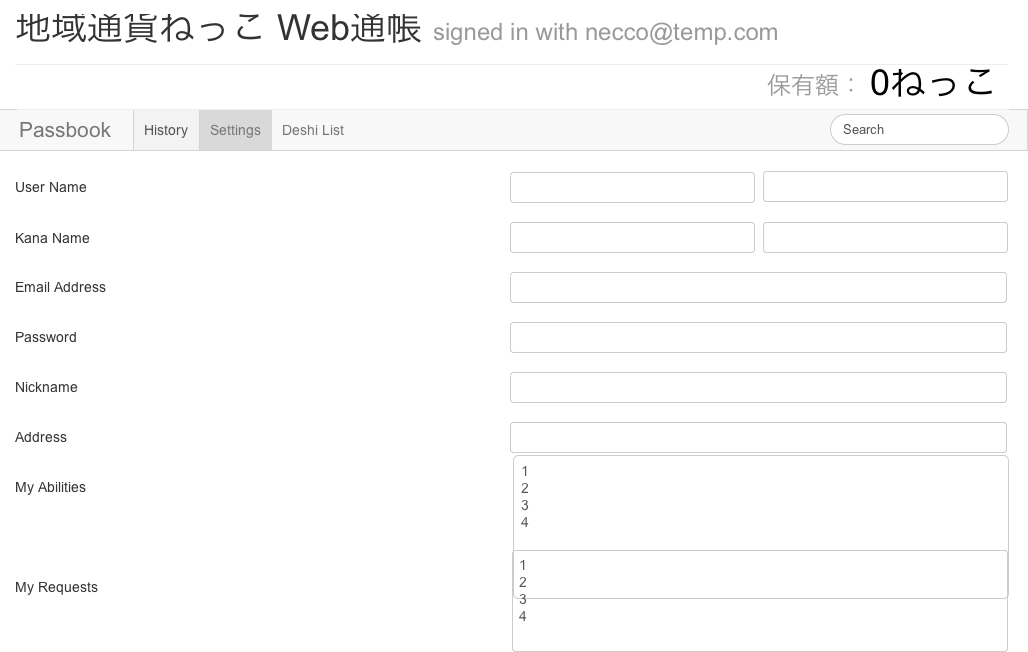 地域通貨ねっこ Web通帳 signed in with necco@temp.com
保有額： 0ねっこ
Passbook History Settings Deshi List Search
User Name
Kana Name
Email Address
Password
Nickname
Address
My Abilities
1
2
3
4
My Requests
1
2
3
4